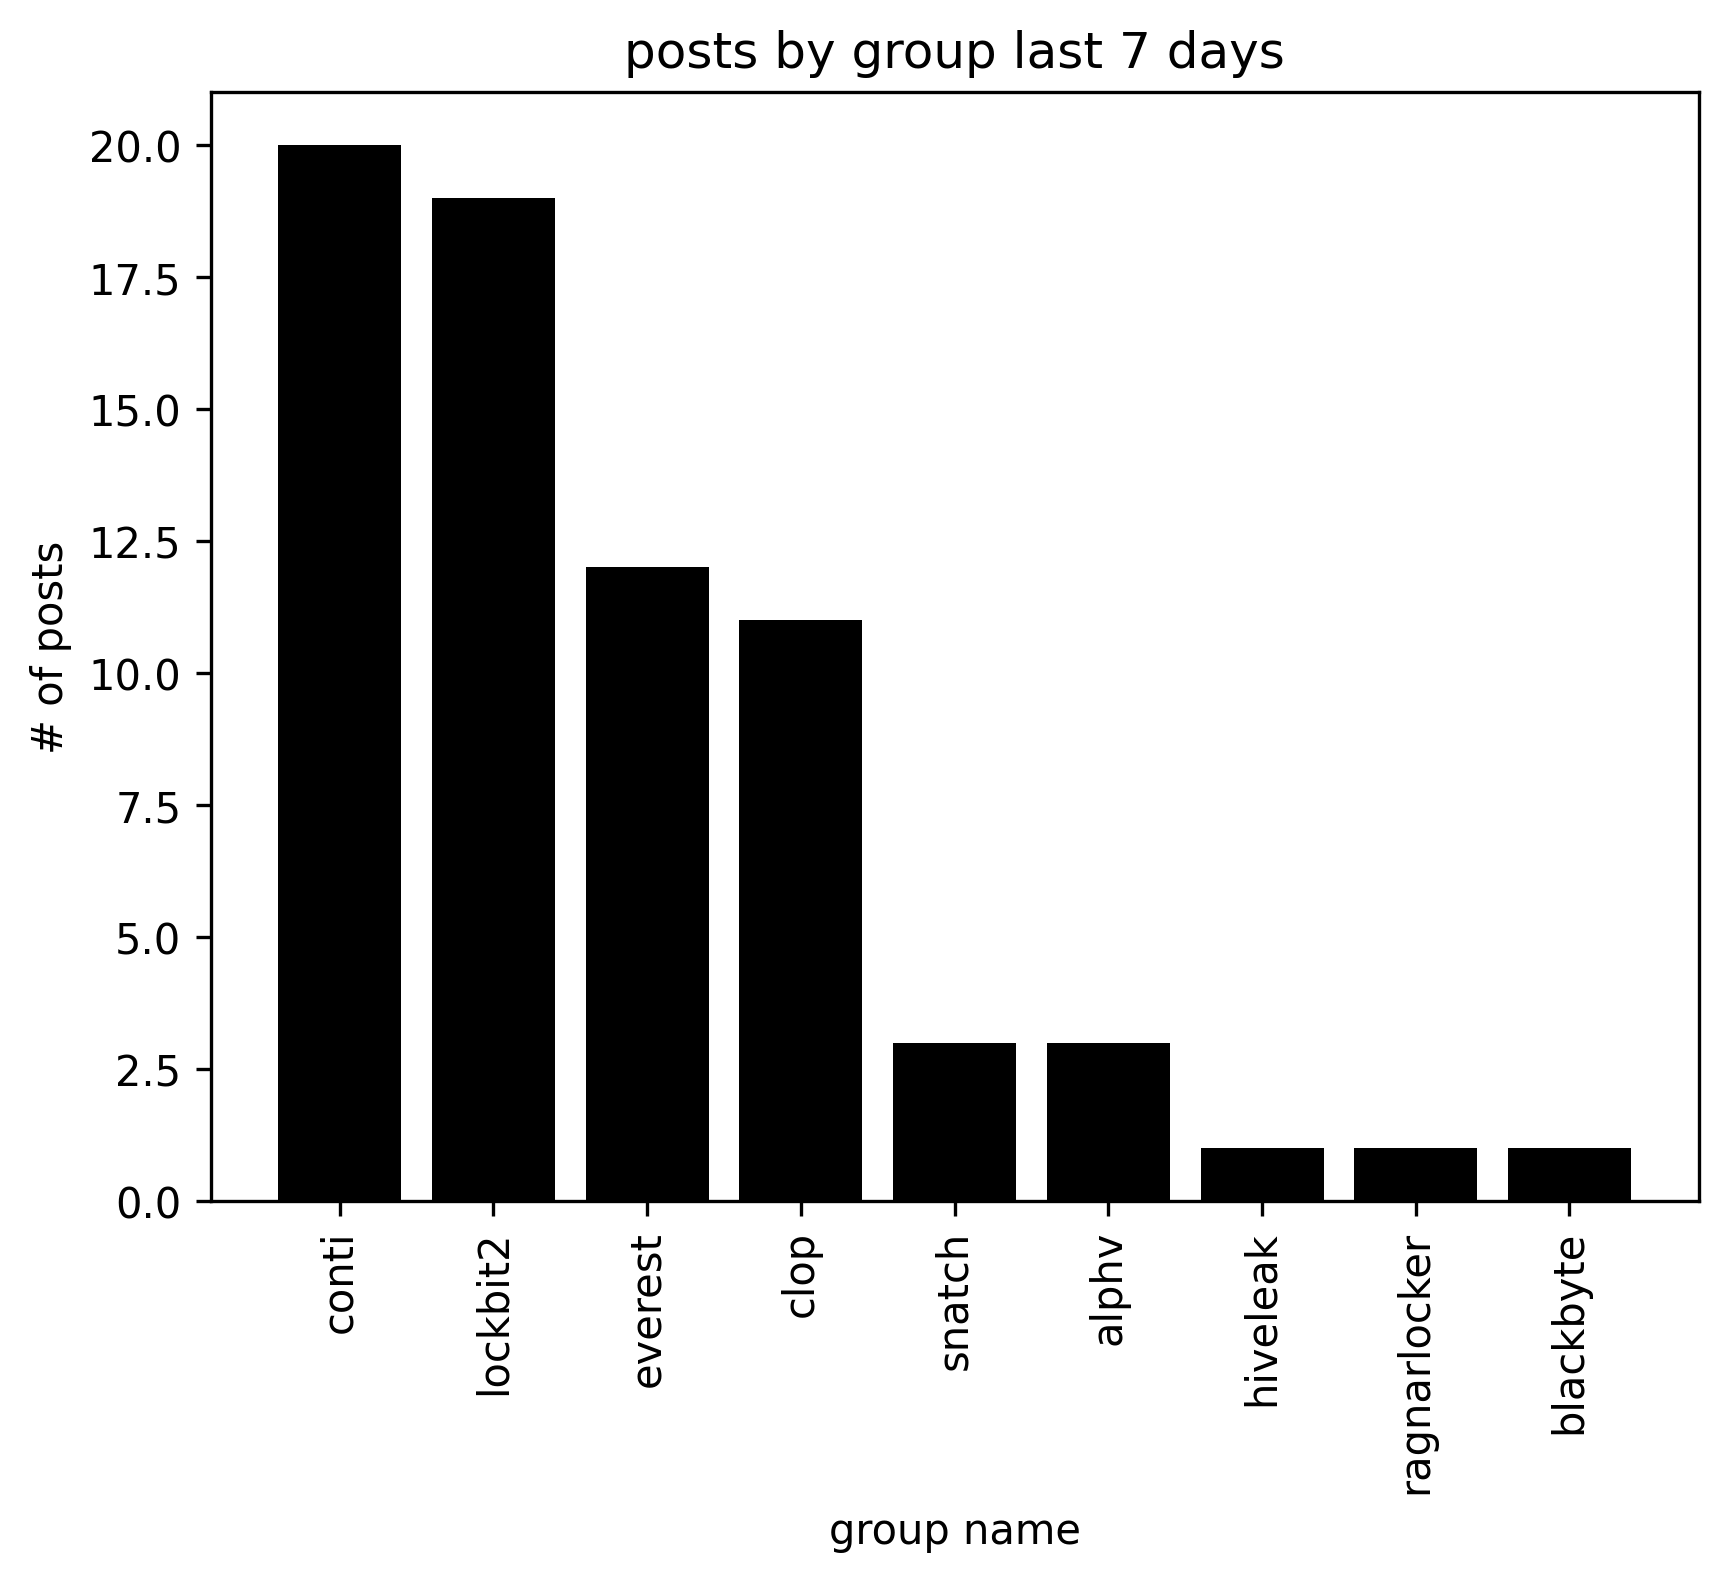 posts by group last 7 days
# of posts
20.0
17.5
15.0
12.5
10.0
7.5
5.0
2.5
0.0
conti
lockbit2
everest
clop
snatch
alphv
hiveleak
ragnarlocker
blackbyte
group name